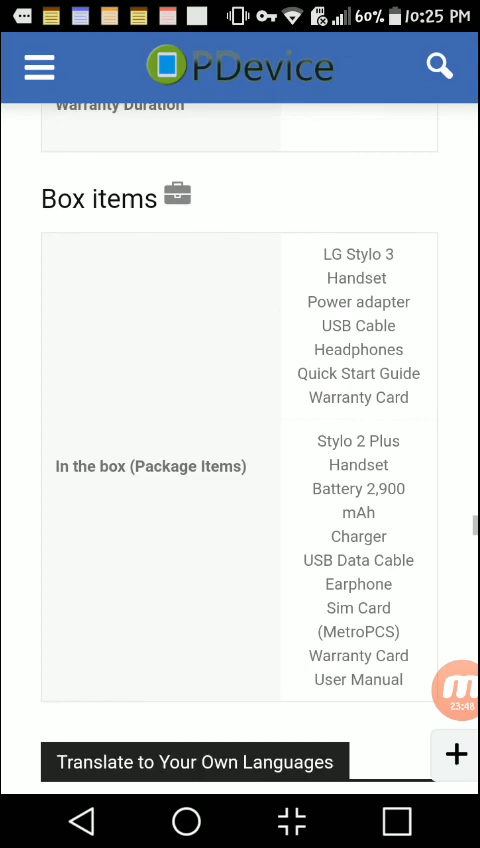 60% 10:25 PM
PDevice
Warranty Duration
Box items
LG Stylo 3
Handset
Power adapter
USB Cable
Headphones
Quick Start Guide
Warranty Card
In the box (Package Items)
Stylo 2 Plus
Handset
Battery 2,900
mAh
Charger
USB Data Cable
Earphone
Sim Card
(MetroPCS)
Warranty Card
User Manual
23:48
Translate to Your Own Languages